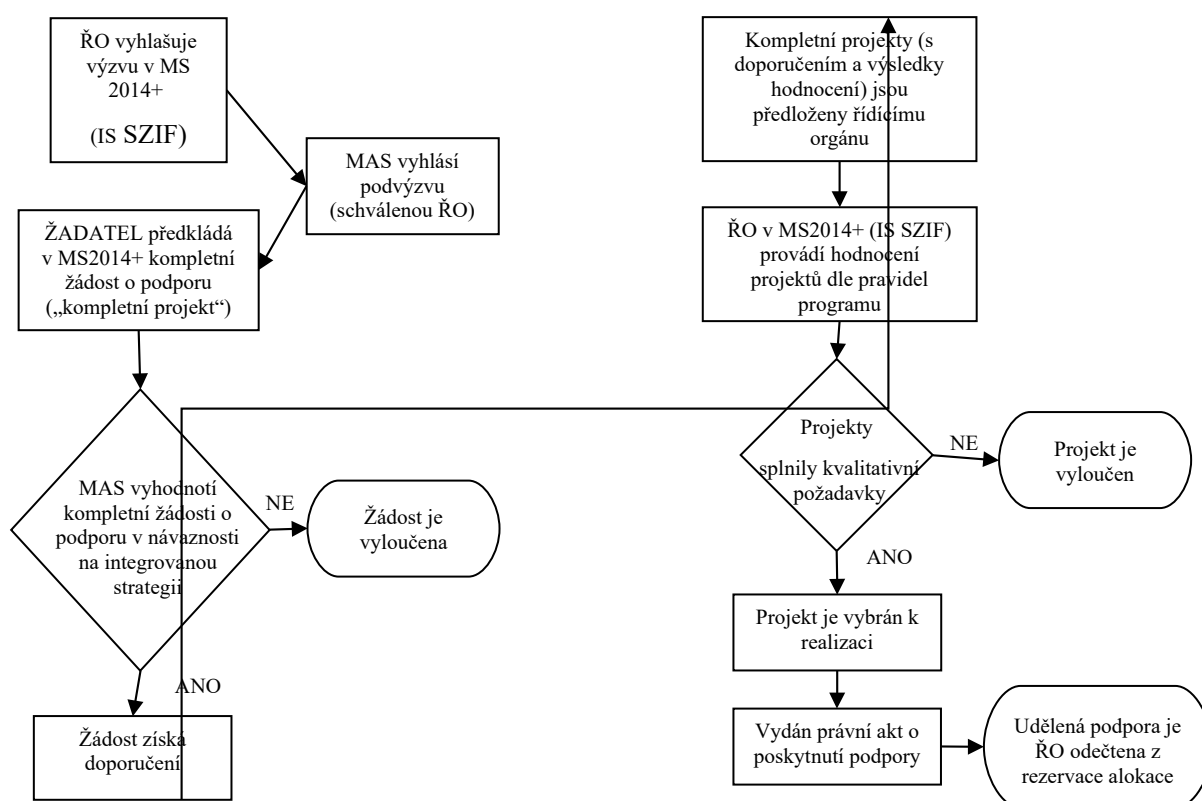 ŘO vyhlašuje
výzvu v MS
2014+
(IS SZIF)
MAS vyhlásí
podvýzvu
(schválenou ŘO)
ŽADATEL předkládá
v MS2014+ kompletní
žádost o podporu
(„kompletní projekt“)
MAS vyhodnotí
kompletní žádosti o
podporu v návaznosti
na integrovanou
strategii
NE
Žádost je
vyloučena
ANO
Žádost získá
doporučení
Kompletní projekty (s
doporučením a výsledky
hodnocení) jsou
předloženy řídícímu
orgánu
ŘO v MS2014+ (IS SZIF)
provádí hodnocení
projektů dle pravidel
programu
Projekty
splnily kvalitativní
požadavky
NE
Projekt je
vyloučen
ANO
Projekt je vybrán k
realizaci
Vydán právní akt o
poskytnutí podpory
Udělená podpora je
ŘO odečtena z
rezervace alokace